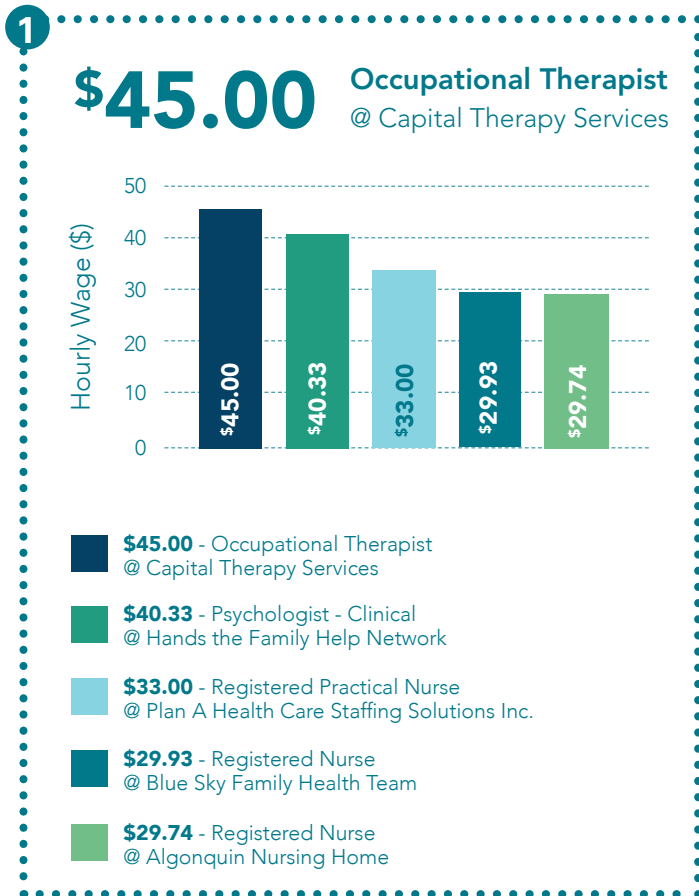 1
$45.00
Occupational Therapist
@ Capital Therapy Services
Hourly Wage ($)
50
40
30
20
10
0
$45.00
$40.33
$33.00
$29.93
$29.74
$45.00 - Occupational Therapist
@ Capital Therapy Services
$40.33 - Psychologist - Clinical
@ Hands the Family Help Network
$33.00 - Registered Practical Nurse
@ Plan A Health Care Staffing Solutions Inc.
$29.93 - Registered Nurse
@ Blue Sky Family Health Team
$29.74 - Registered Nurse
@ Algonquin Nursing Home